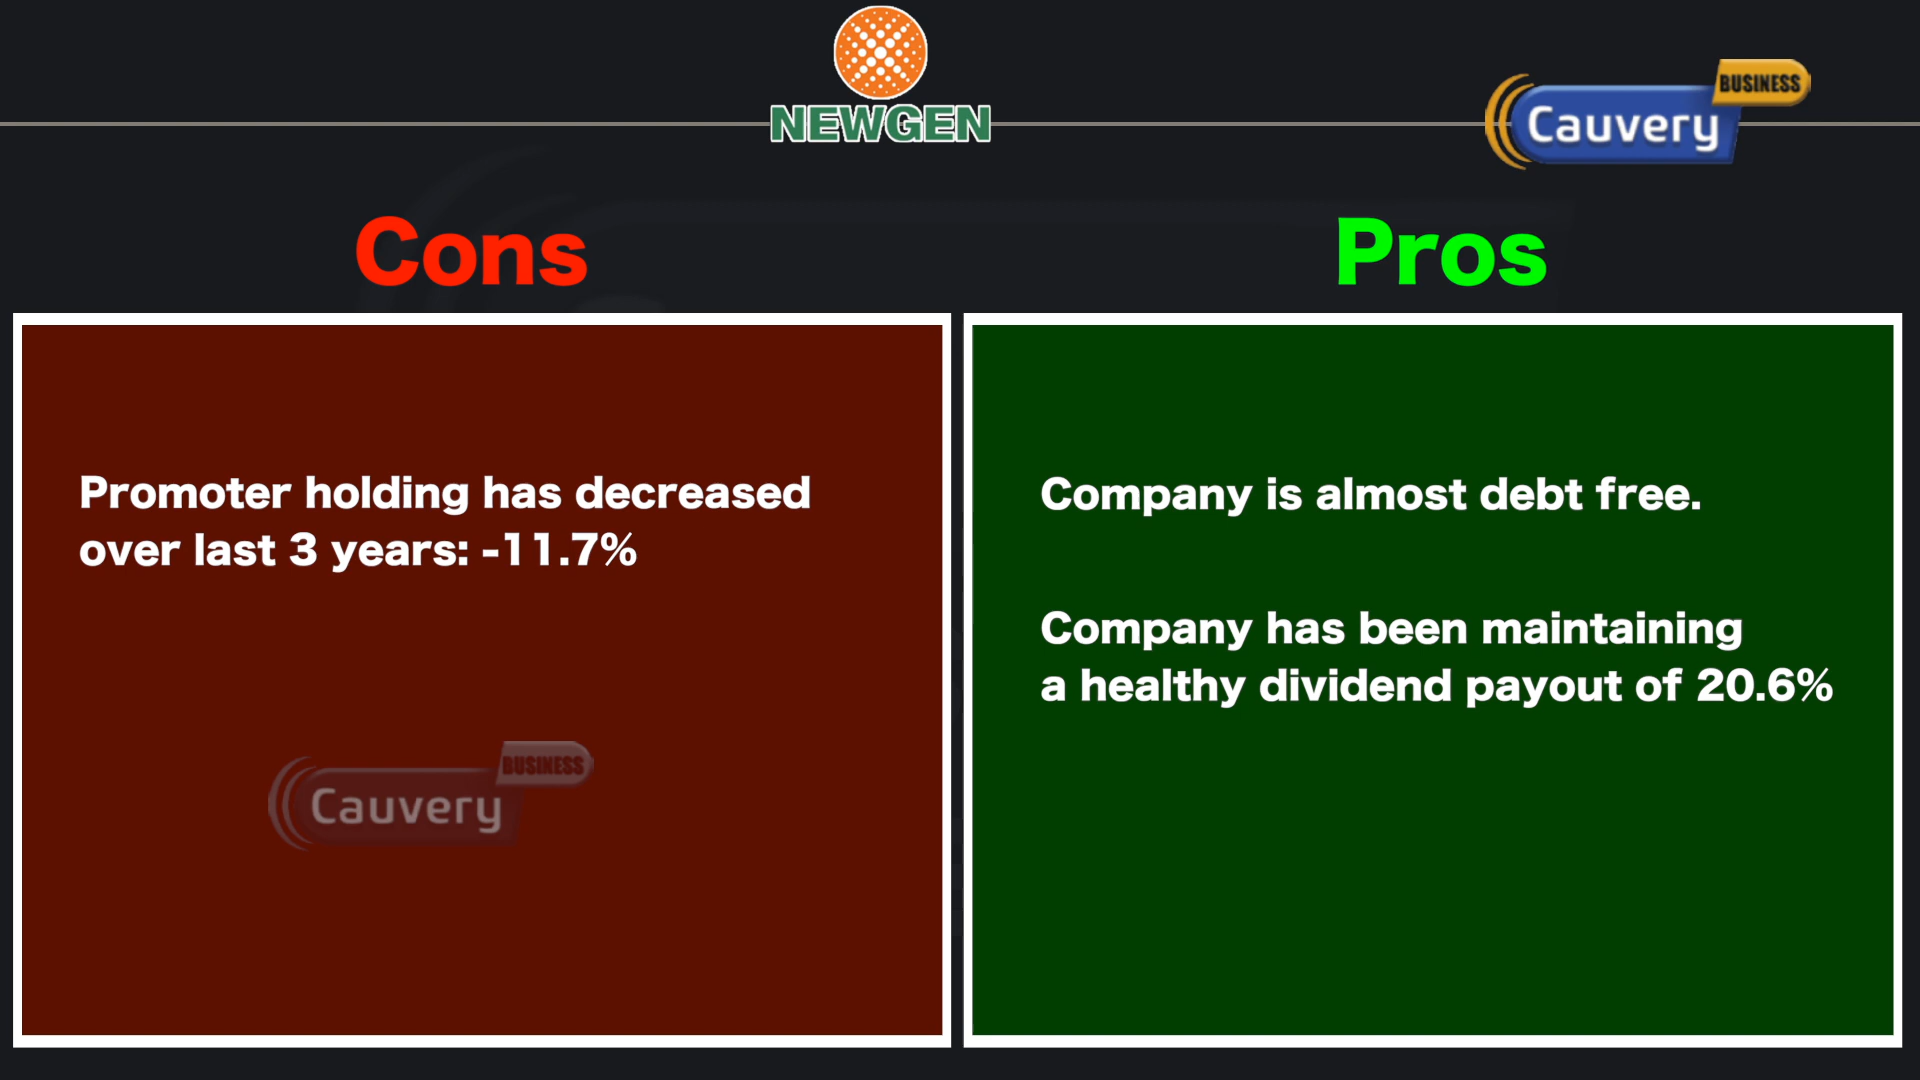 NEWGEN
BUSINESS
Cauvery
Cons
Pros
Promoter holding has decreased
over last 3 years: -11.7%
BUSINESS
Cauvery
Company is almost debt free.
Company has been maintaining
a healthy dividend payout of 20.6%